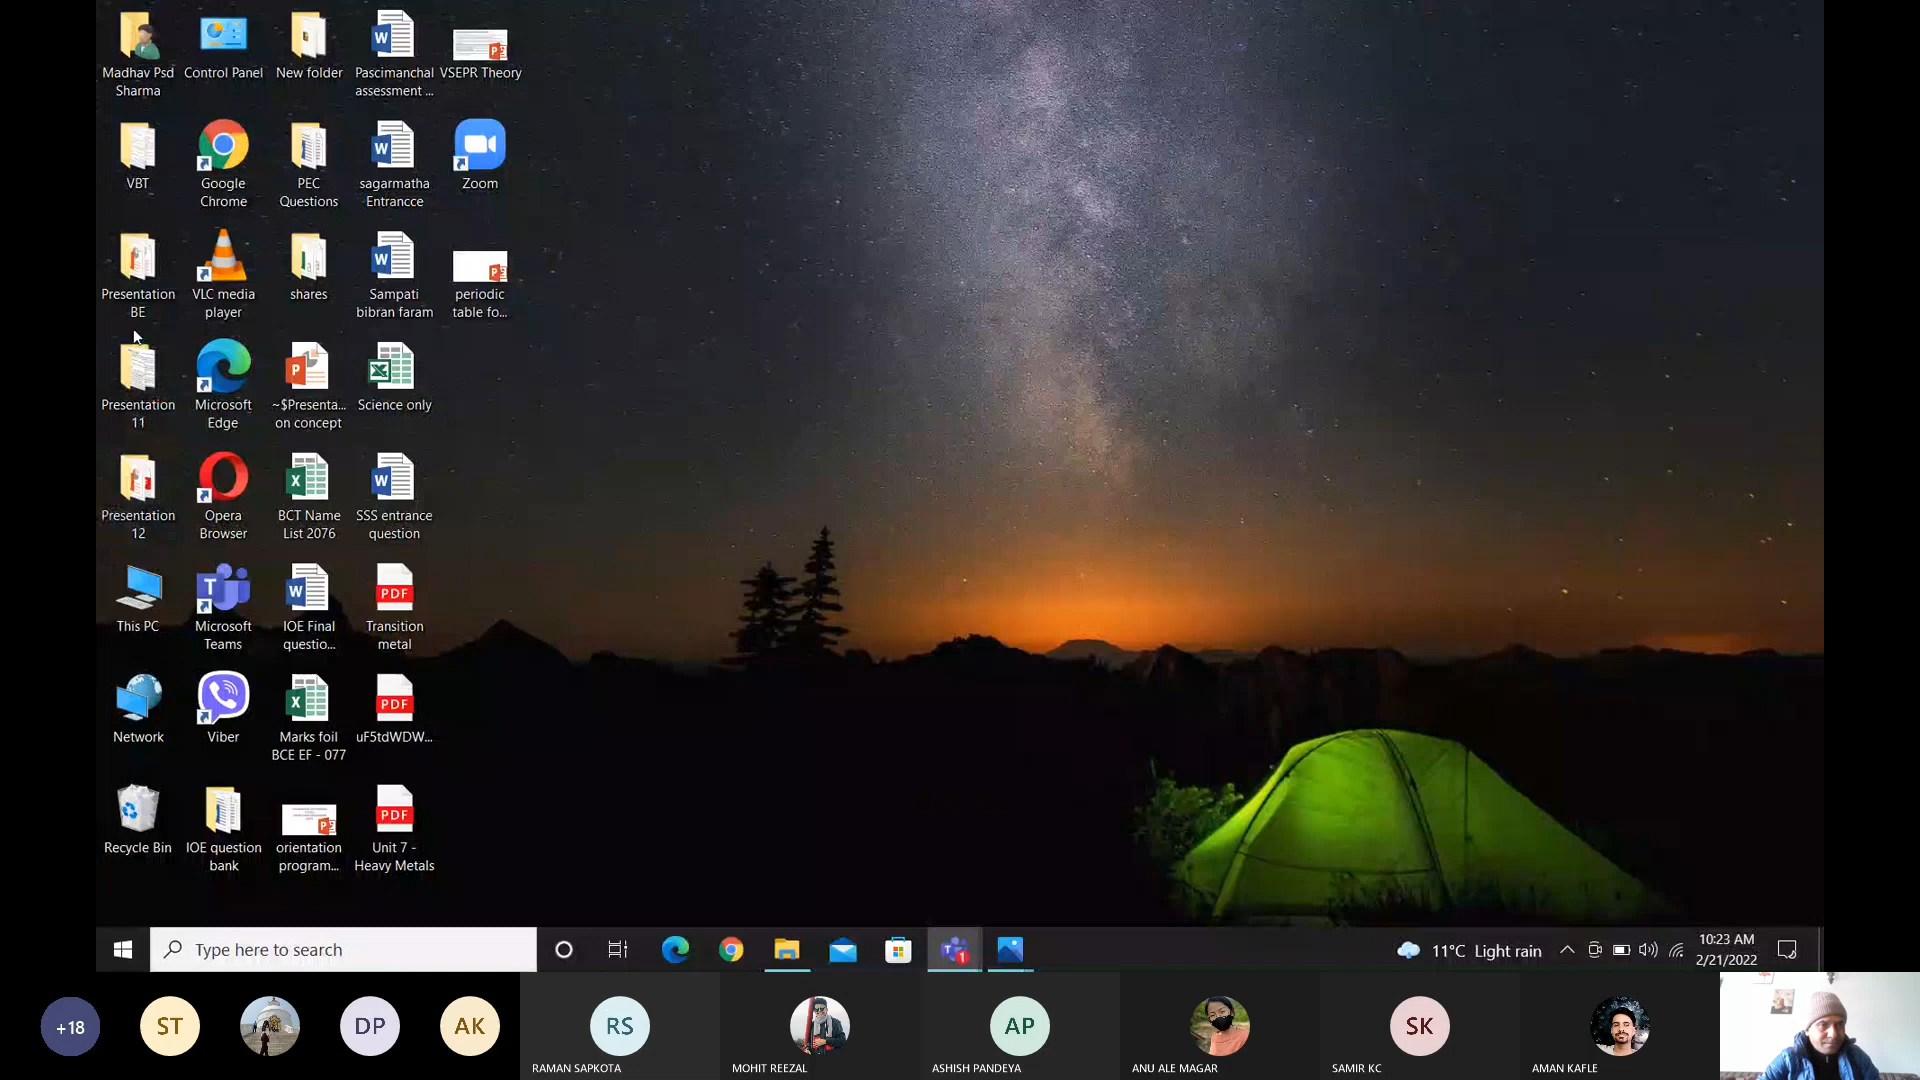 Madhav Psd
Sharma
Control Panel
New folder
Pascimanchal
assessment ...
VSEPR Theory
VBT
Google
Chrome
PEC
Questions
sagarmatha
Entrancce
Zoom
Presentation
BE
VLC media
player
shares
Sampati
bibran faram
periodic
table fo...
Presentation
11
Microsoft
Edge
~$Presenta...
on concept
Science only
Presentation
12
Opera
Browser
BCT Name
List 2076
SSS entrance
question
This PC
Microsoft
Teams
IOE Final
questio...
PDF
Transition
metal
Network
Viber
Marks foil
BCE EF - 077
PDF
uF5tdWDW...
Recycle Bin
IOE question
bank
orientation
program...
PDF
Unit 7 -
Heavy Metals
Type here to search
1
11°C Light rain
10:23 AM
2/21/2022
+18
ST
DP
AK
RS
RAMAN SAPKOTA
MOHIT REEZAL
AP
ASHISH PANDEYA
ANU ALE MAGAR
SK
SAMIR KC
AMAN KAFLE